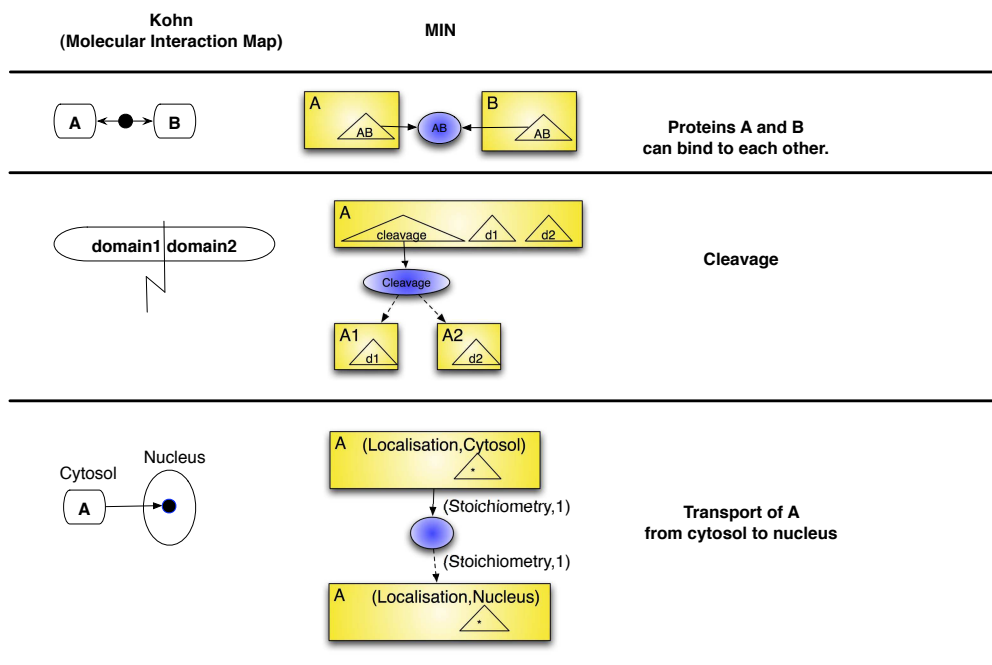 Kohn
(Molecular Interaction Map)
MIN
A
B
A
AB
AB
B
AB
Proteins A and B
can bind to each other.
domain1
domain2
A
cleavage
d1
d2
Cleavage
A1
d1
A2
d2
Cleavage
Cytosol
Nucleus
A
A
(Localisation,Cytosol)
*
(Stoichiometry,1)
(Stoichiometry,1)
A
(Localisation,Nucleus)
*
Transport of A
from cytosol to nucleus